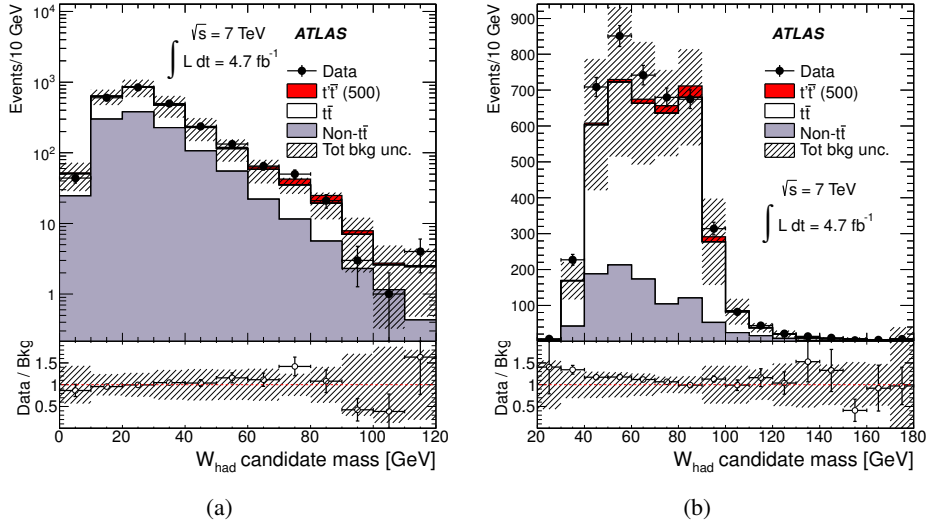 Events/10 GeV
10⁴
10³
10²
10
1
√s = 7 TeV
∫ L dt = 4.7 fb⁻¹
ATLAS
Data
t't̄' (500)
tt̄
Non-tt̄
Tot bkg unc.
Data / Bkg
1.5
1
0.5
0 20 40 60 80 100 120
W_had candidate mass [GeV]
(a)
Events/10 GeV
900
800
700
600
500
400
300
200
100
ATLAS
Data
t't̄' (500)
tt̄
Non-tt̄
Tot bkg unc.
√s = 7 TeV
∫ L dt = 4.7 fb⁻¹
Data / Bkg
1.5
1
0.5
20 40 60 80 100 120 140 160 180
W_had candidate mass [GeV]
(b)